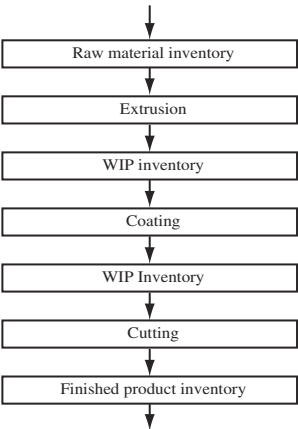 Raw material inventory
Extrusion
WIP inventory
Coating
WIP Inventory
Cutting
Finished product inventory